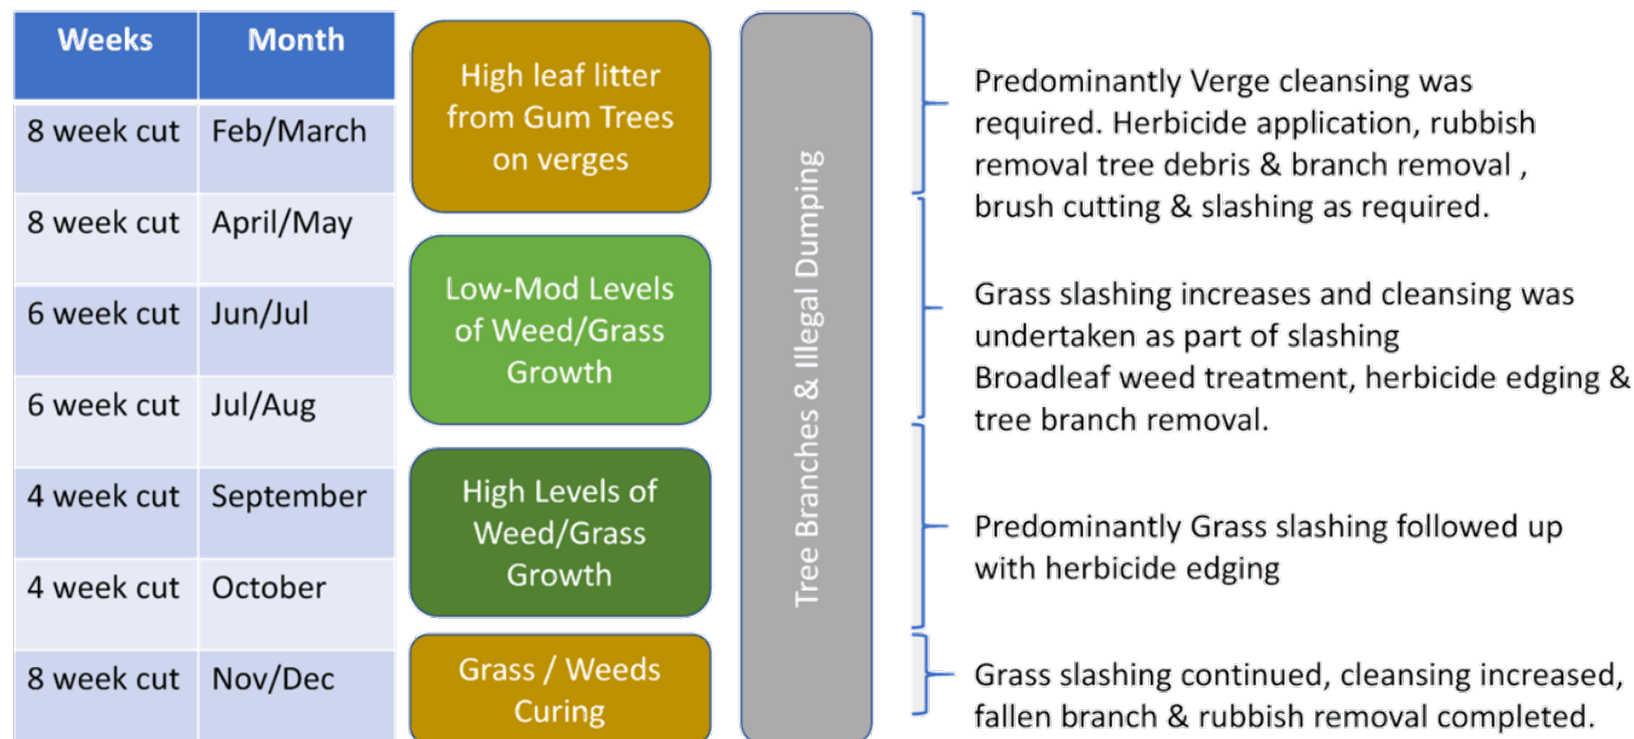 Weeks Month
8 week cut Feb/March
8 week cut April/May
6 week cut Jun/Jul
6 week cut Jul/Aug
4 week cut September
4 week cut October
8 week cut Nov/Dec
High leaf litter
from Gum Trees
on verges
Low-Mod Levels
of Weed/Grass
Growth
High Levels of
Weed/Grass
Growth
Grass / Weeds
Curing
Tree Branches & Illegal Dumping
Predominantly Verge cleansing was
required. Herbicide application, rubbish
removal tree debris & branch removal ,
brush cutting & slashing as required.
Grass slashing increases and cleansing was
undertaken as part of slashing
Broadleaf weed treatment, herbicide edging &
tree branch removal.
Predominantly Grass slashing followed up
with herbicide edging
Grass slashing continued, cleansing increased,
fallen branch & rubbish removal completed.